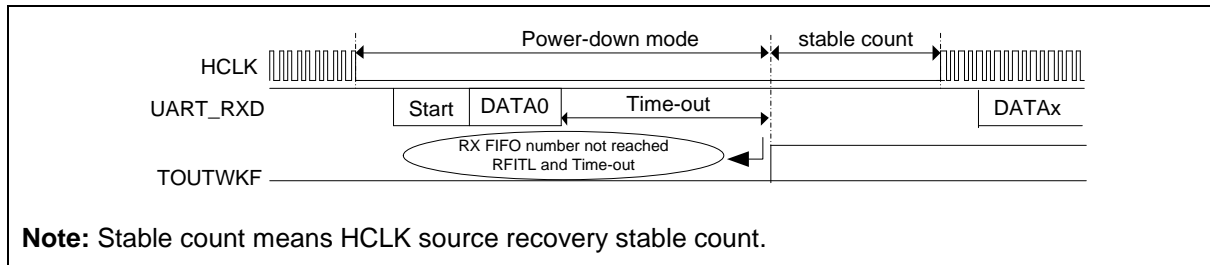 Power-down mode stable count
HCLK
UART_RXD Start DATA0 Time-out DATAx
RX FIFO number not reached
RFITL and Time-out
TOUTWKF
Note: Stable count means HCLK source recovery stable count.